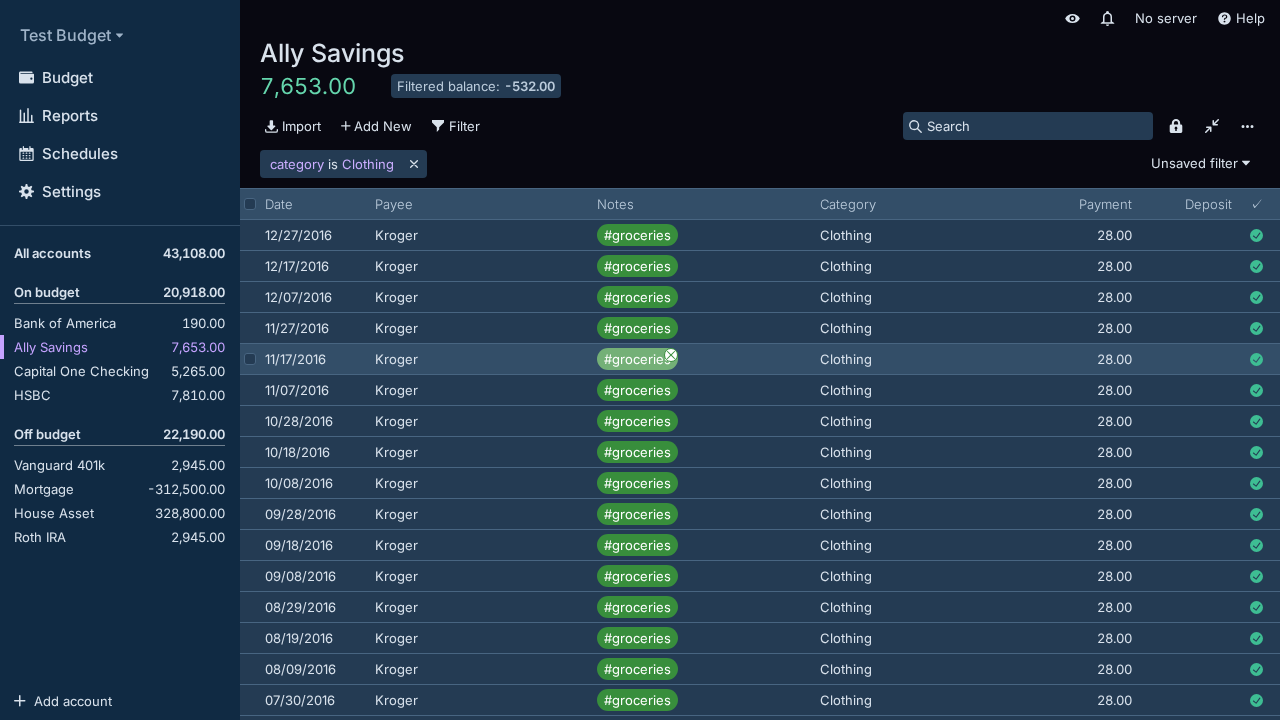 Test Budget
Budget
Reports
Schedules
Settings
All accounts 43,108.00
On budget 20,918.00
Bank of America 190.00
Ally Savings 7,653.00
Capital One Checking 5,265.00
HSBC 7,810.00
Off budget 22,190.00
Vanguard 401k 2,945.00
Mortgage -312,500.00
House Asset 328,800.00
Roth IRA 2,945.00
Add account
No server Help
Ally Savings
7,653.00 Filtered balance: -532.00
Import Add New Filter Search
category is Clothing Unsaved filter
Date Payee Notes Category Payment Deposit ✓
12/27/2016 Kroger #groceries Clothing 28.00
12/17/2016 Kroger #groceries Clothing 28.00
12/07/2016 Kroger #groceries Clothing 28.00
11/27/2016 Kroger #groceries Clothing 28.00
11/17/2016 Kroger #groceries Clothing 28.00
11/07/2016 Kroger #groceries Clothing 28.00
10/28/2016 Kroger #groceries Clothing 28.00
10/18/2016 Kroger #groceries Clothing 28.00
10/08/2016 Kroger #groceries Clothing 28.00
09/28/2016 Kroger #groceries Clothing 28.00
09/18/2016 Kroger #groceries Clothing 28.00
09/08/2016 Kroger #groceries Clothing 28.00
08/29/2016 Kroger #groceries Clothing 28.00
08/19/2016 Kroger #groceries Clothing 28.00
08/09/2016 Kroger #groceries Clothing 28.00
07/30/2016 Kroger #groceries Clothing 28.00